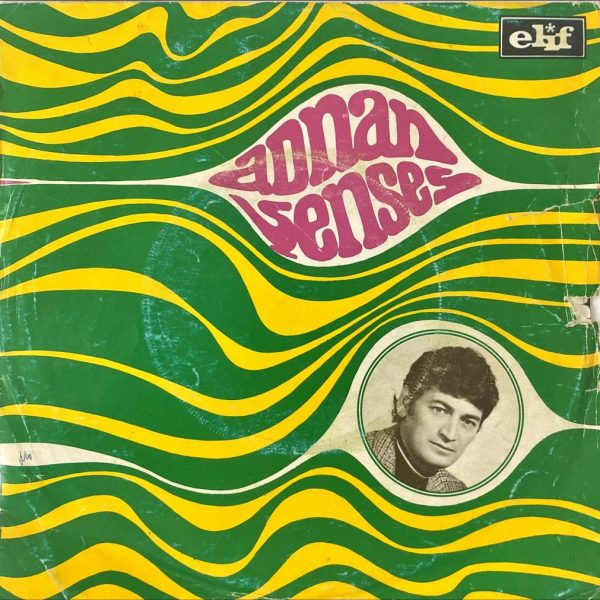 elif
adnan
şenses